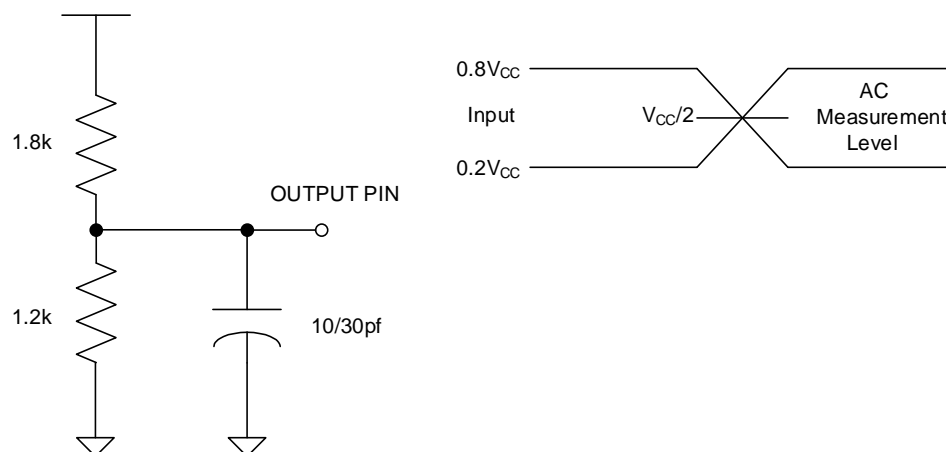 1.8k
OUTPUT PIN
1.2k
10/30pf
0.8VCC
Input
VCC/2
0.2VCC
AC
Measurement
Level